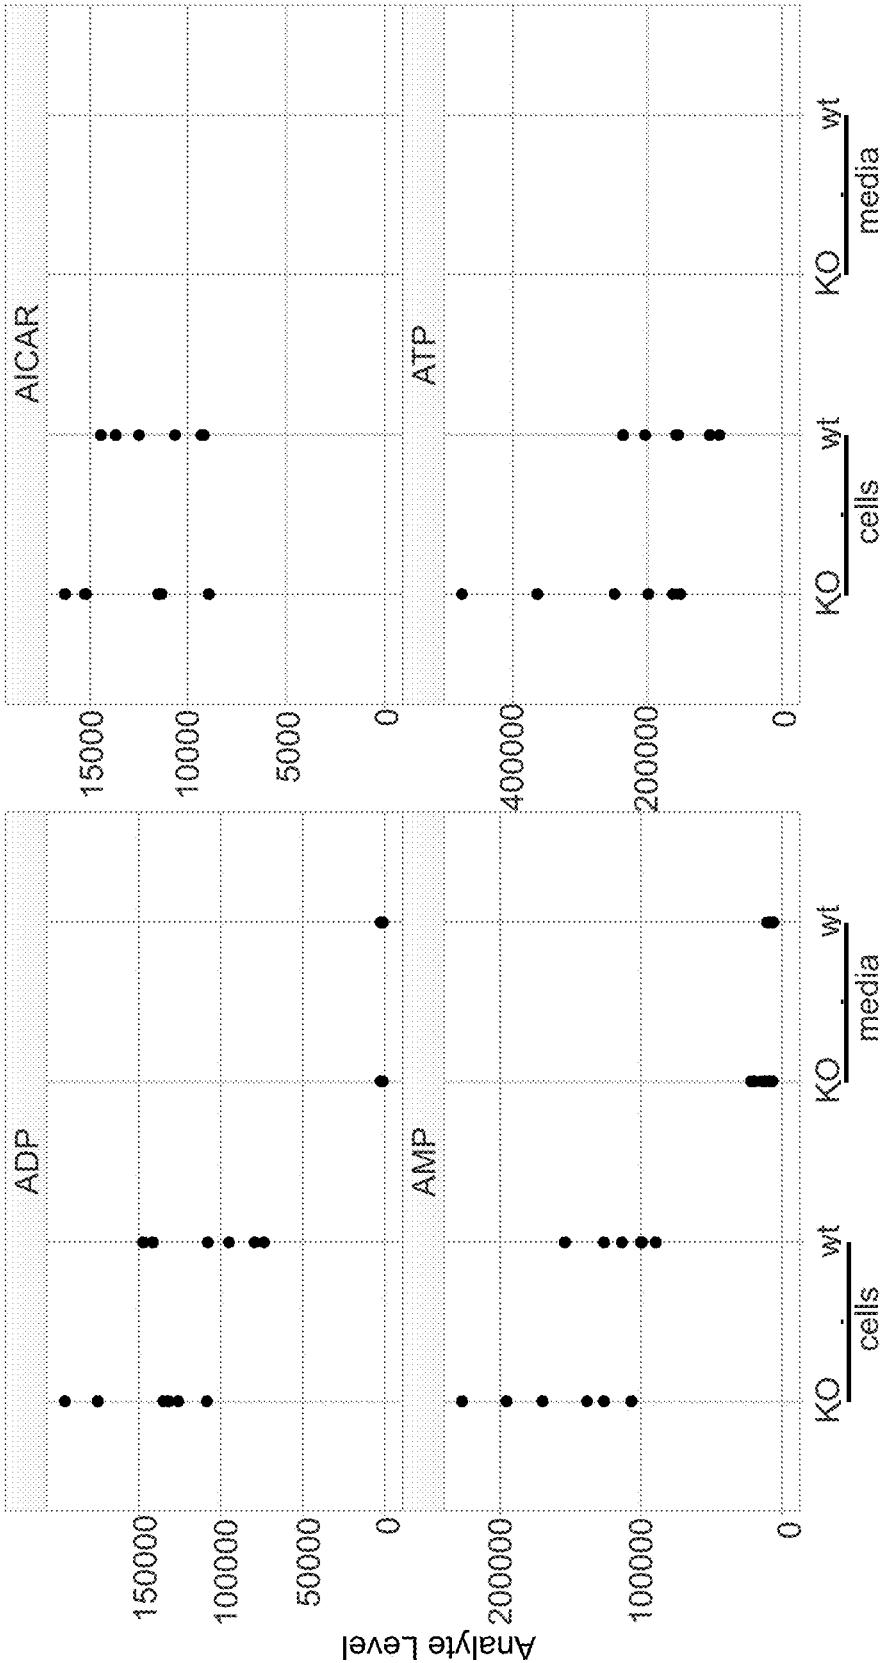 ADP
AICAR
150000
100000
50000
0
15000
10000
5000
0
Analyte Level
AMP
ATP
200000
100000
0
400000
200000
0
KO wt KO wt
cells media
KO wt KO wt
cells media